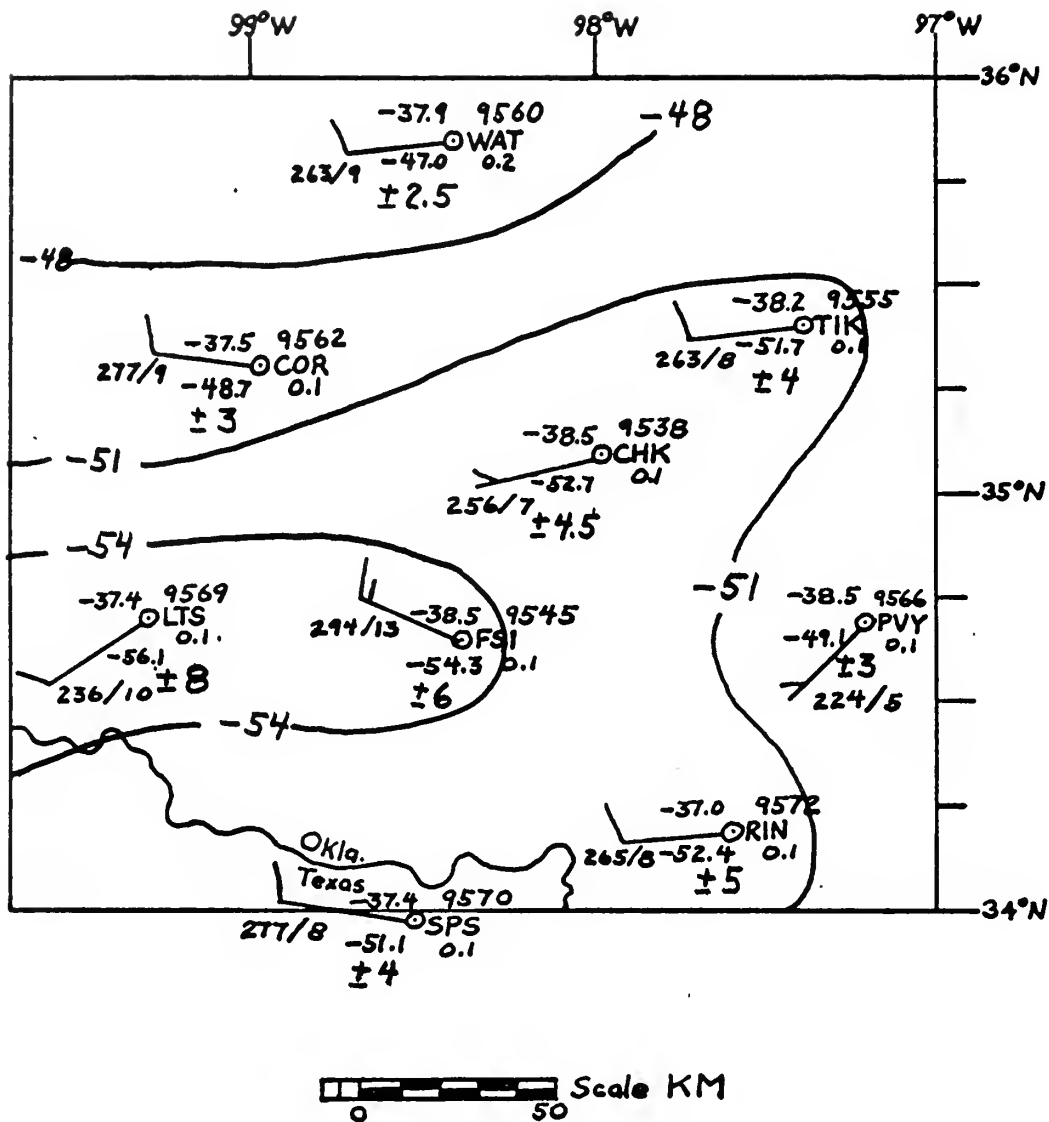 99°W 98°W 97°W
36°N
-37.9 9560
WAT
263/9 -47.0 0.2
±2.5
-48
-48
-38.2 9555
TIK
263/8 -51.7 0.1
±4
-37.5 9562
COR
277/9 -48.7 0.1
±3
-51
-38.5 9538
CHK
256/7 -52.7 0.1
±4.5
35°N
-54
-51
-37.4 9569
LTS
0.1
-56.1
236/10 ±8
-38.5 9545
294/13 FSI
-54.3 0.1
±6
-38.5 9566
PVY
-49.1 0.1
±3
224/5
-54
-37.0 9572
RIN
265/8 -52.4 0.1
±5
Okla.
Texas
-37.4 9570
SPS
277/8 -51.1 0.1
±4
34°N
Scale KM
0 50